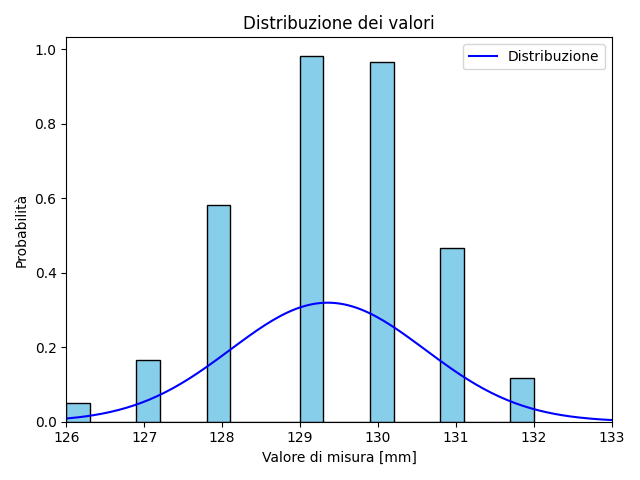 Distribuzione dei valori
Distribuzione
Probabilità
1.0
0.8
0.6
0.4
0.2
0.0
126 127 128 129 130 131 132 133
Valore di misura [mm]